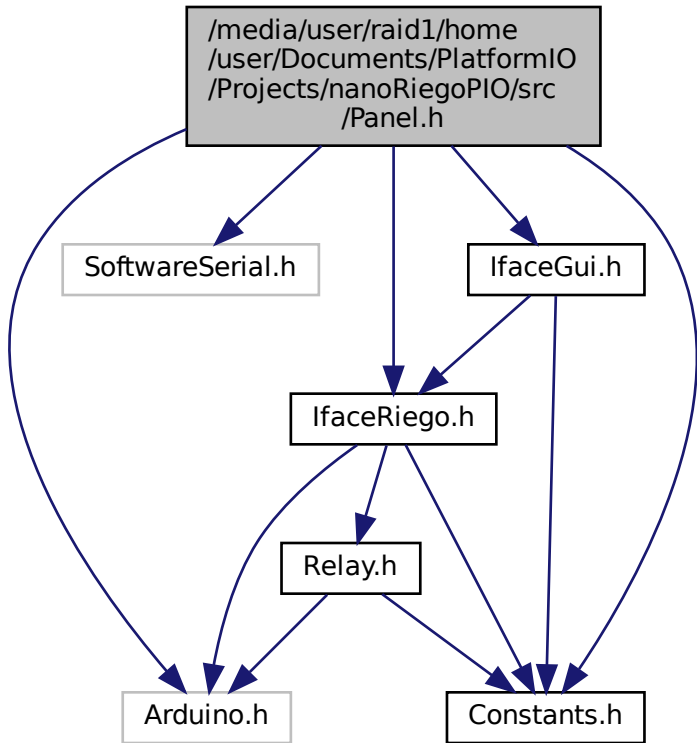 /media/user/raid1/home
/user/Documents/PlatformIO
/Projects/nanoRiegoPIO/src
/Panel.h
SoftwareSerial.h
IfaceGui.h
IfaceRiego.h
Relay.h
Arduino.h
Constants.h